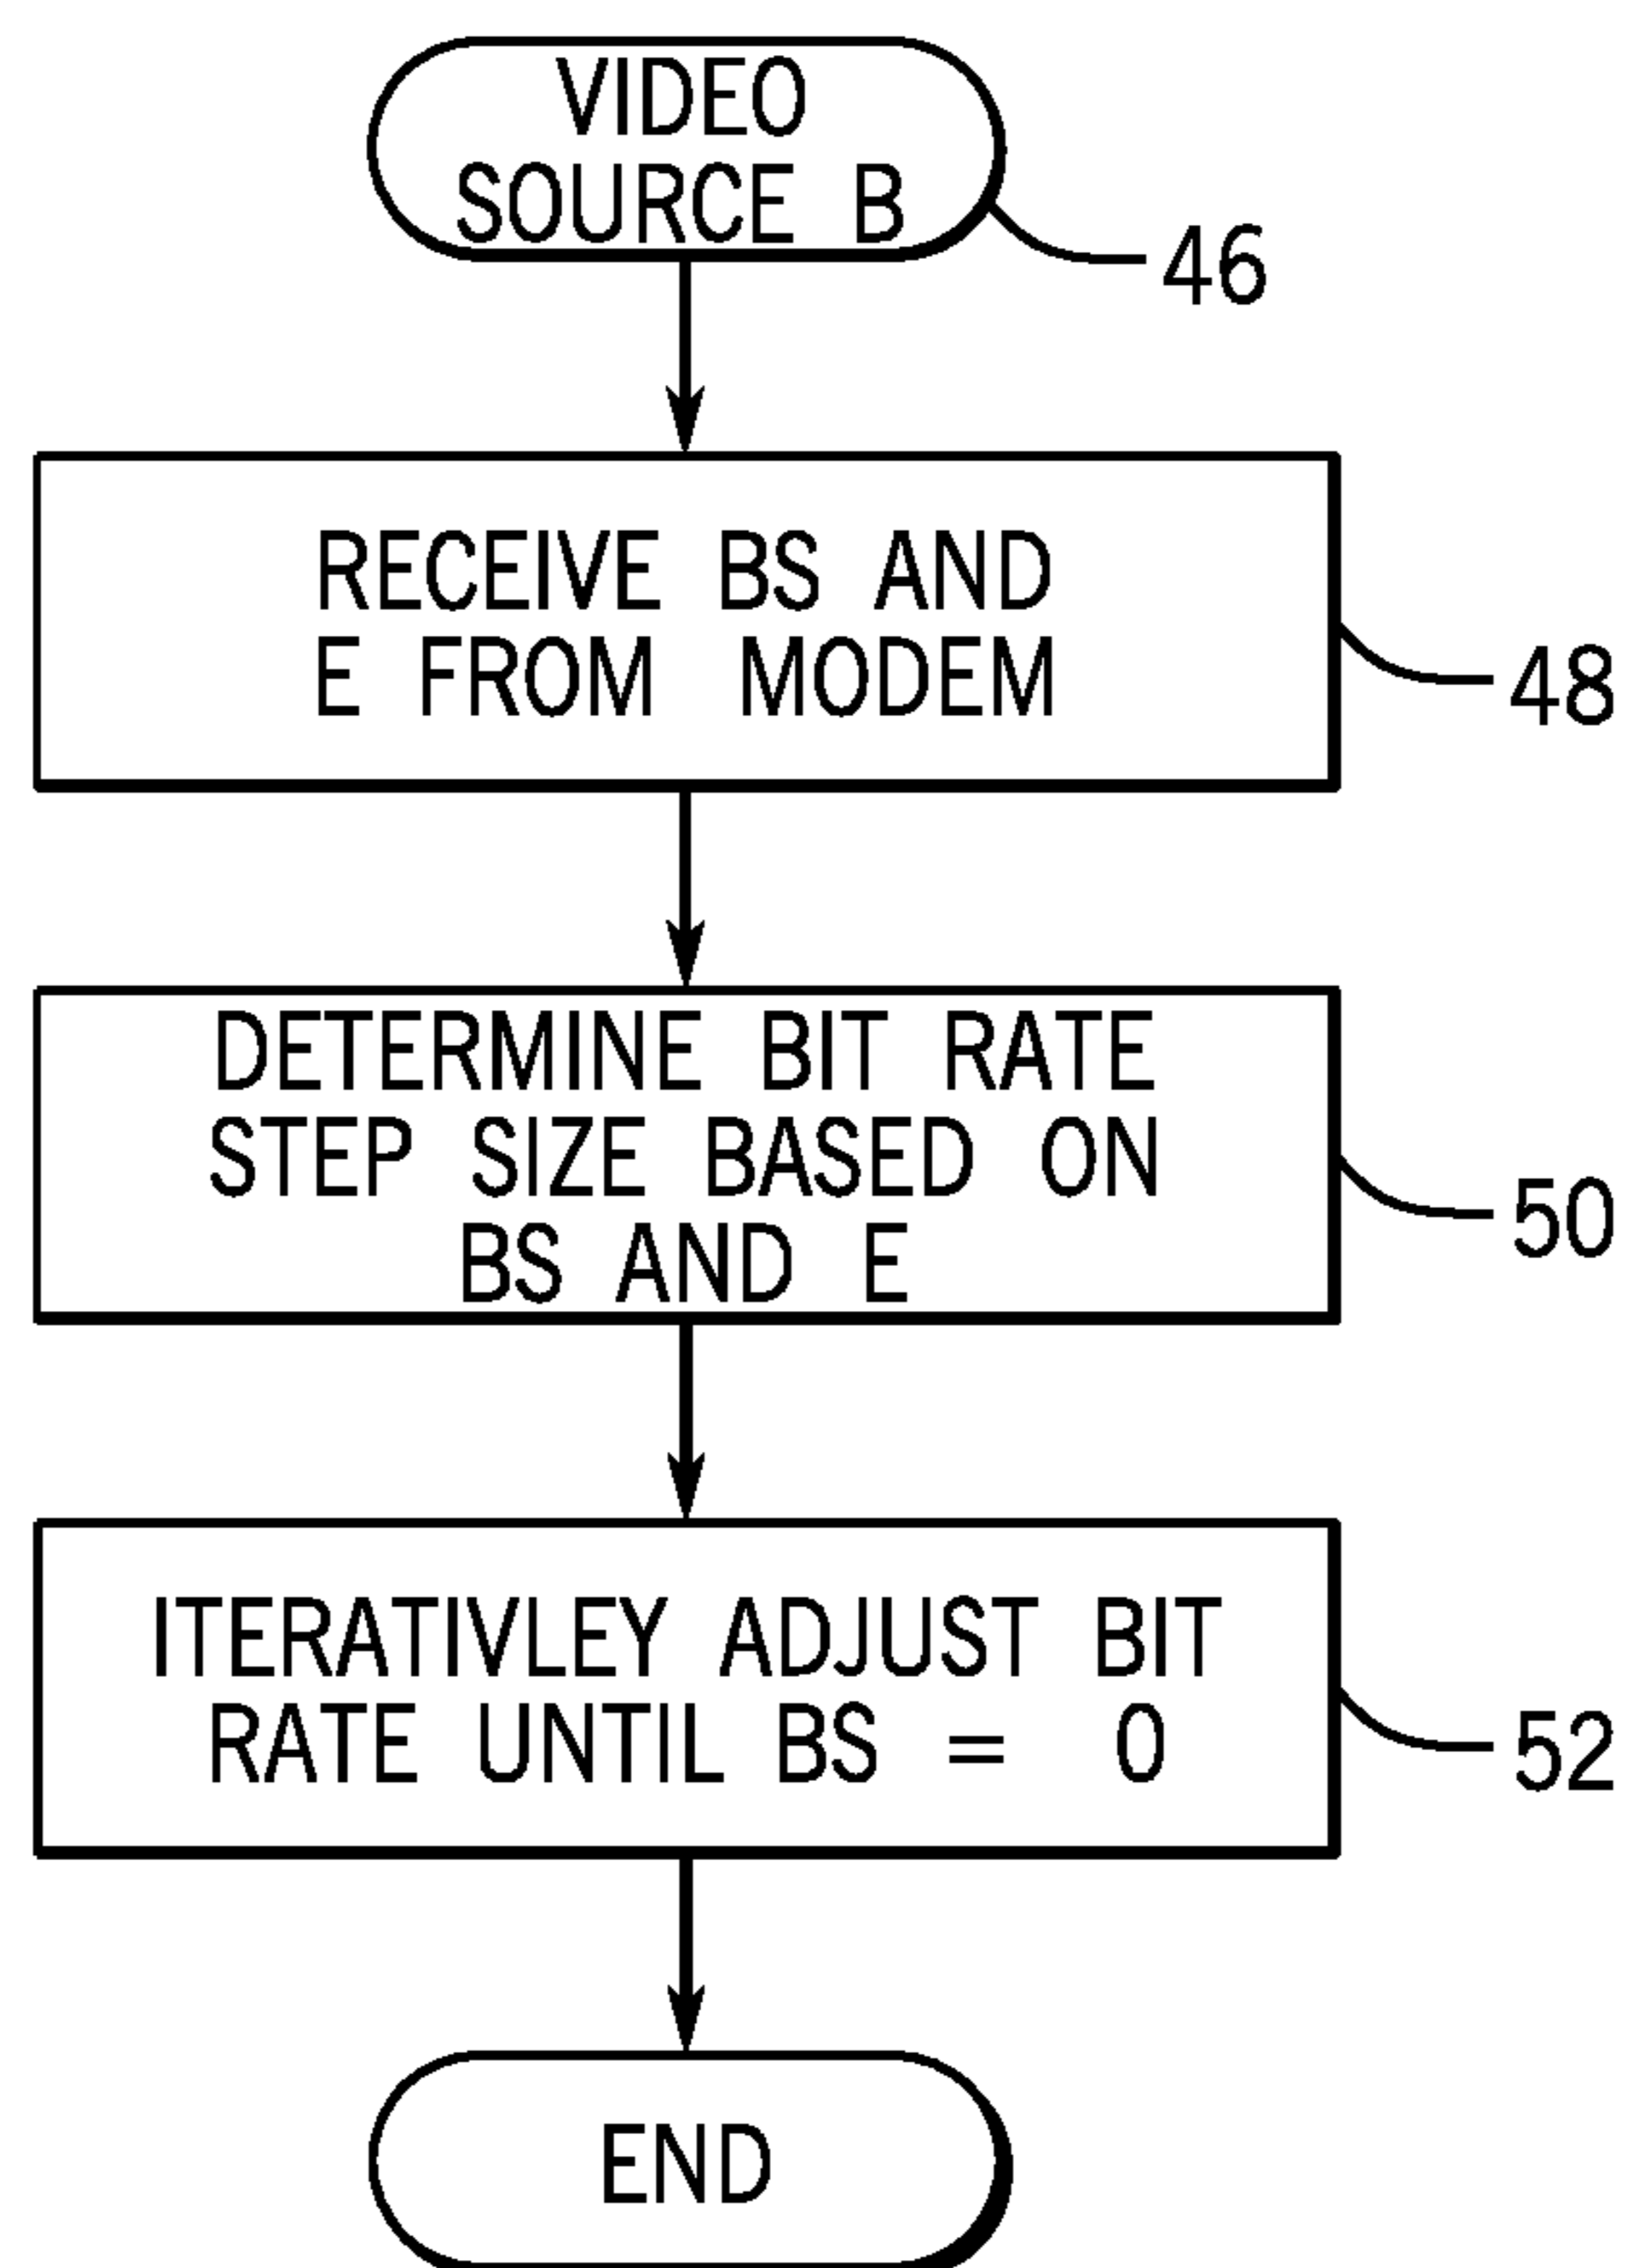 VIDEO
SOURCE B
46
RECEIVE BS AND
E FROM MODEM
48
DETERMINE BIT RATE
STEP SIZE BASED ON
BS AND E
50
ITERATIVLEY ADJUST BIT
RATE UNTIL BS = 0
52
END